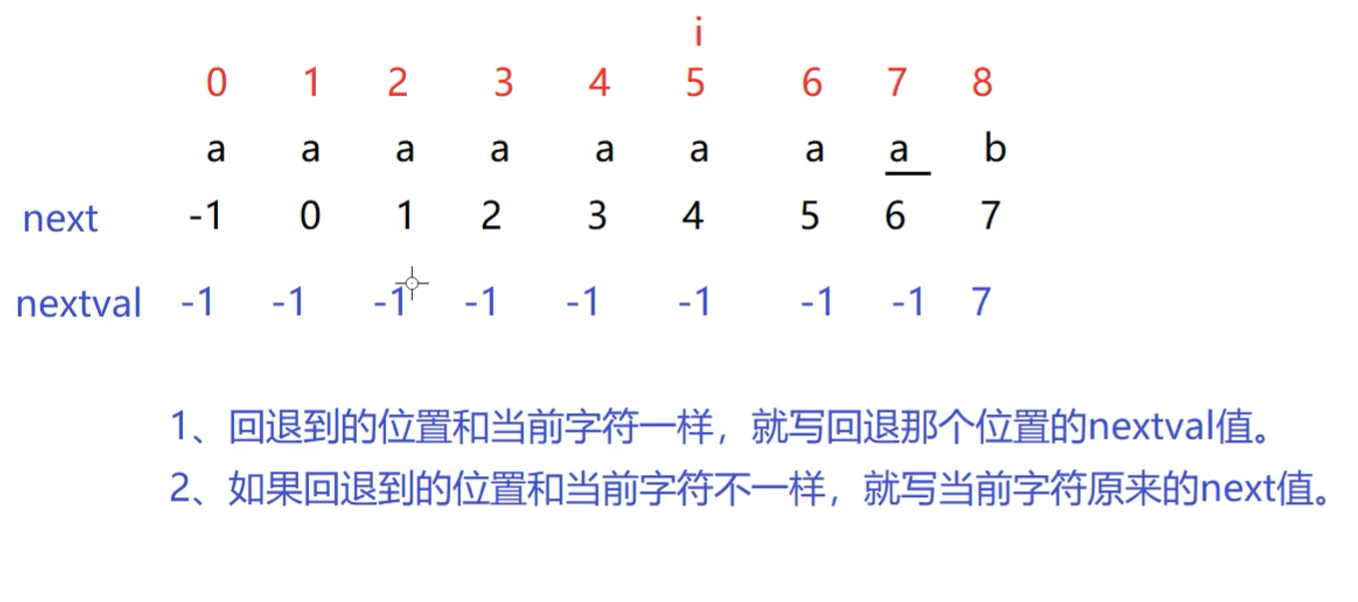 i
0 1 2 3 4 5 6 7 8
a a a a a a a a b
next -1 0 1 2 3 4 5 6 7
nextval -1 -1 -1 -1 -1 -1 -1 -1 7
1、回退到的位置和当前字符一样，就写回退那个位置的nextval值。
2、如果回退到的位置和当前字符不一样，就写当前字符原来的next值。